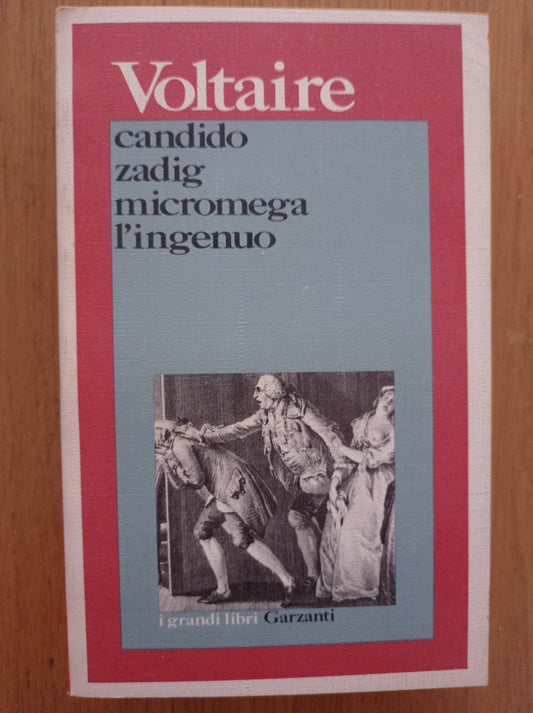 Voltaire
candido
zadig
micromega
l'ingenuo
i grandi libri Garzanti